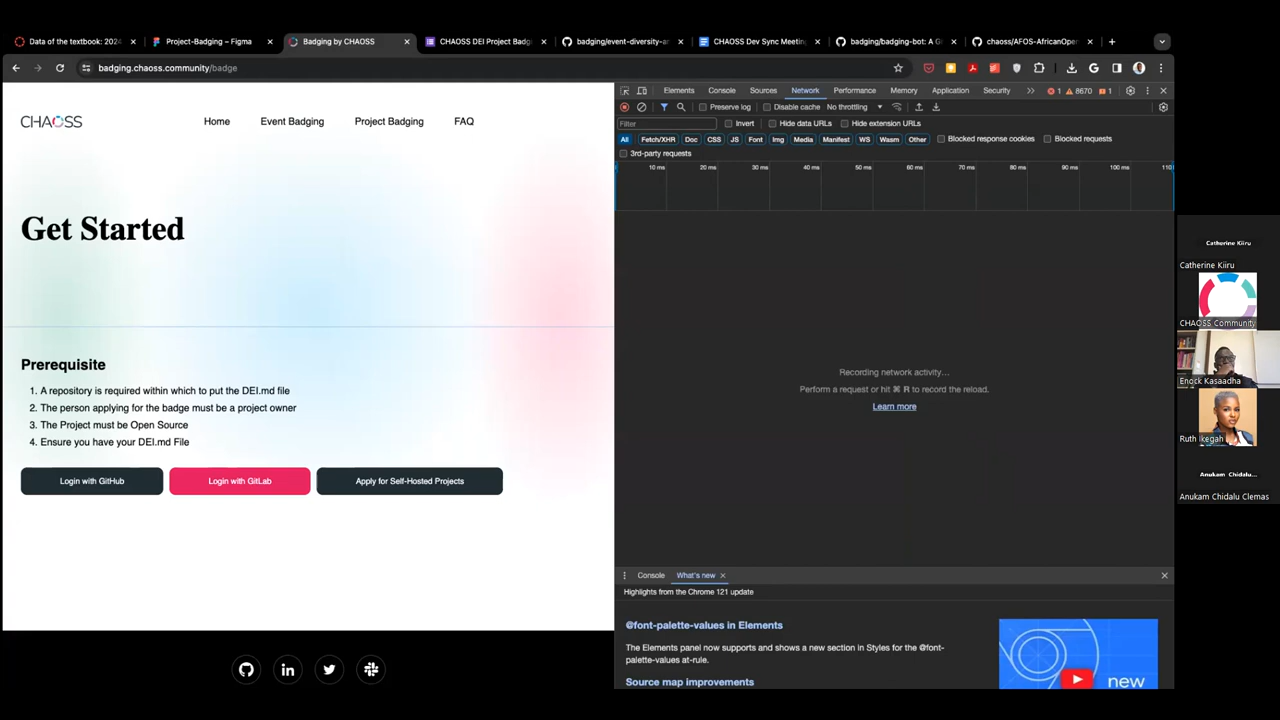 Data of the textbook: 2024
Project-Badging – Figma
Badging by CHAOSS
CHAOSS DEI Project Badg
badging/event-diversity-ar
CHAOSS Dev Sync Meetin
badging/badging-bot: A G
chaoss/AFOS-AfricanOpen
badging.chaoss.community/badge
CHAOSS
Home
Event Badging
Project Badging
FAQ
Get Started
Prerequisite
1. A repository is required within which to put the DEI.md file
2. The person applying for the badge must be a project owner
3. The Project must be Open Source
4. Ensure you have your DEI.md File
Login with GitHub
Login with GitLab
Apply for Self-Hosted Projects
Elements
Console
Sources
Network
Performance
Memory
Application
Security
1
8670
1
Preserve log
Disable cache
No throttling
Filter
Invert
Hide data URLs
Hide extension URLs
All
Fetch/XHR
Doc
CSS
JS
Font
Img
Media
Manifest
WS
Wasm
Other
Blocked response cookies
Blocked requests
3rd-party requests
10 ms
20 ms
30 ms
40 ms
50 ms
60 ms
70 ms
80 ms
90 ms
100 ms
110
Recording network activity…
Perform a request or hit ⌘ R to record the reload.
Learn more
Console
What's new
Highlights from the Chrome 121 update
@font-palette-values in Elements
The Elements panel now supports and shows a new section in Styles for the @font-
palette-values at-rule.
Source map improvements
new
Catherine Kiiru
Catherine Kiiru
CHAOSS Community
Enock Kasaadha
Ruth Ikegah
Anukam Chidalu...
Anukam Chidalu Clemas